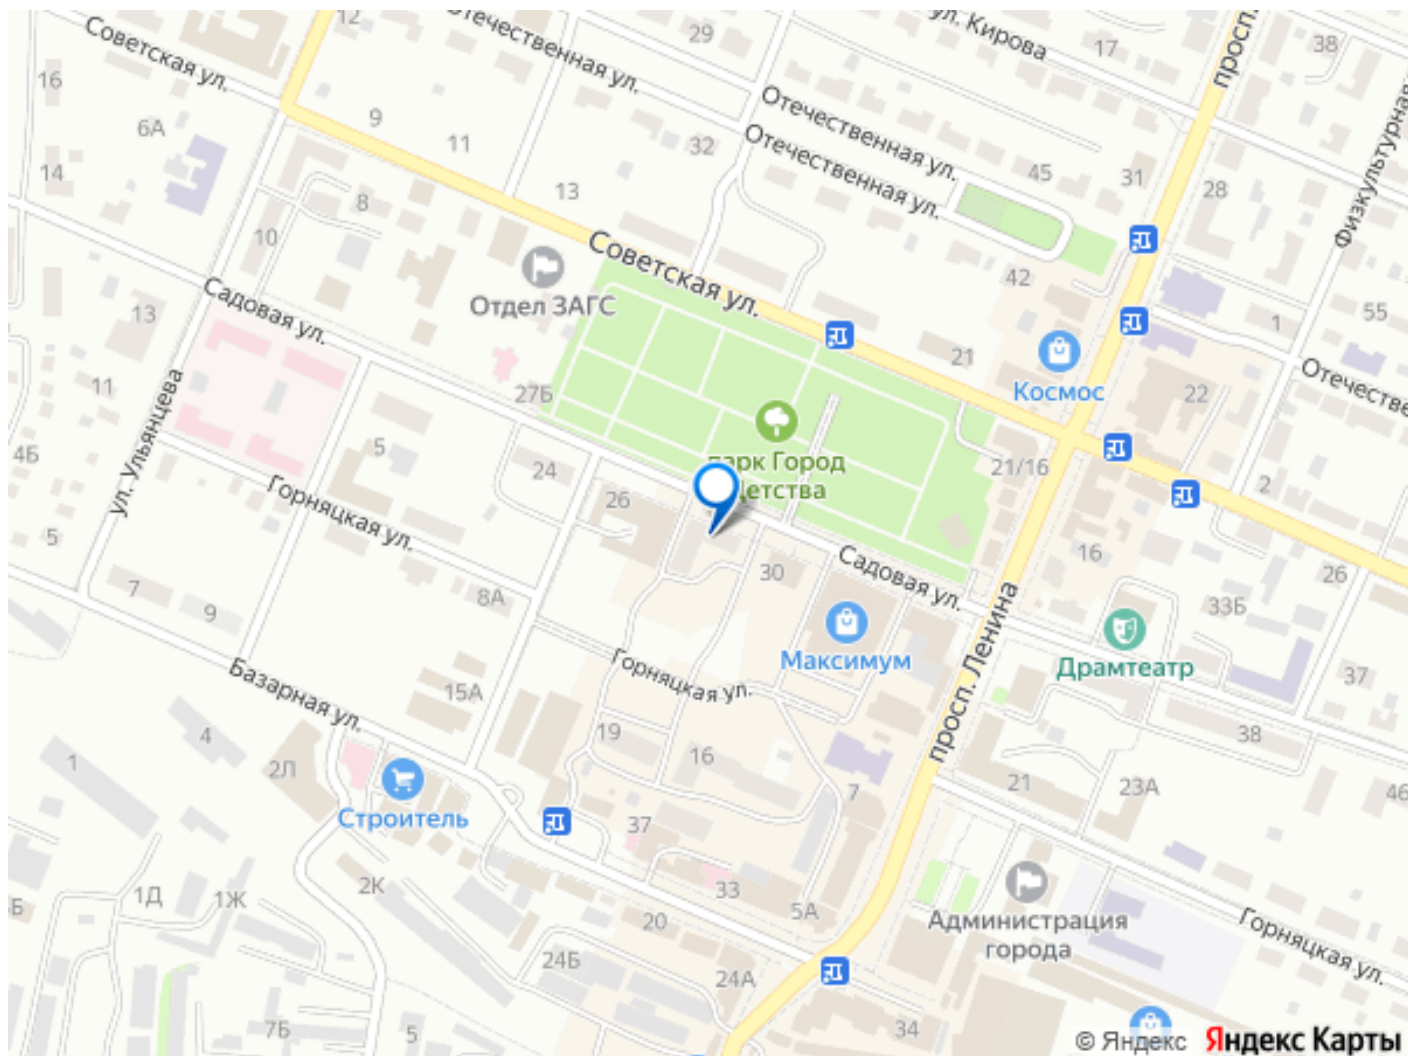 12
Отечественная ул.
29
ул. Кирова
17
просп.
38
Советская ул.
16
9
6А
11
32
Отечественная ул.
Отечественная ул.
45
31
28
Физкультурная
14
8
13
10
Советская ул.
42
Отдел ЗАГС
Садовая ул.
13
21
1
55
Космос
Отечестве
22
27Б
11
ул. Ульянцева
парк Город
Детства
21/16
5
4Б
24
26
2
Горняцкая ул.
5
Садовая ул.
16
30
26
7
9
8А
33Б
Максимум
просп. Ленина
Драмтеатр
Горняцкая ул.
37
Базарная ул.
15А
19
16
38
4
1
2Л
21
23А
7
46
Строитель
37
33
2К
1Д
1Ж
Б
5А
20
Администрация
города
Горняцкая ул.
24Б
24А
7Б
5
34
© Яндекс Яндекс Карты